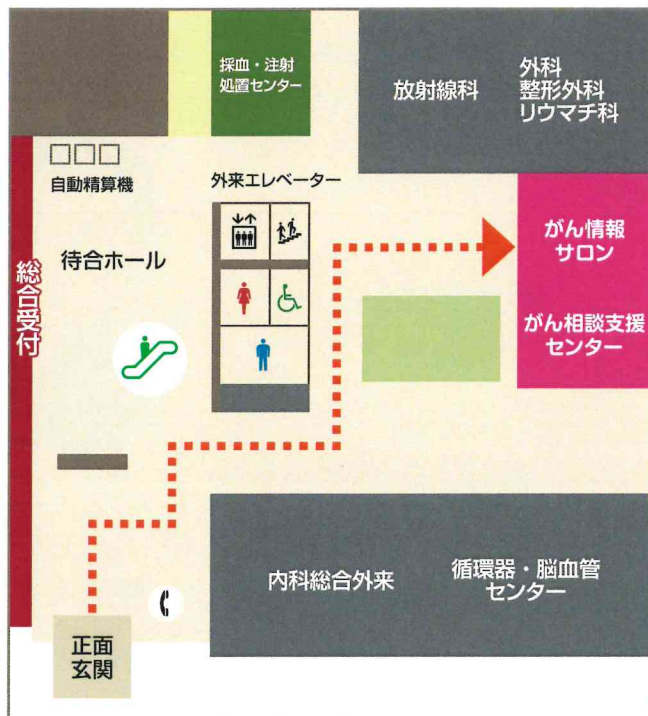 採血・注射
処置センター
放射線科
外科
整形外科
リウマチ科
自動精算機
外来エレベーター
待合ホール
総合受付
がん情報
サロン
がん相談支援
センター
内科総合外来
循環器・脳血管
センター
正面
玄関